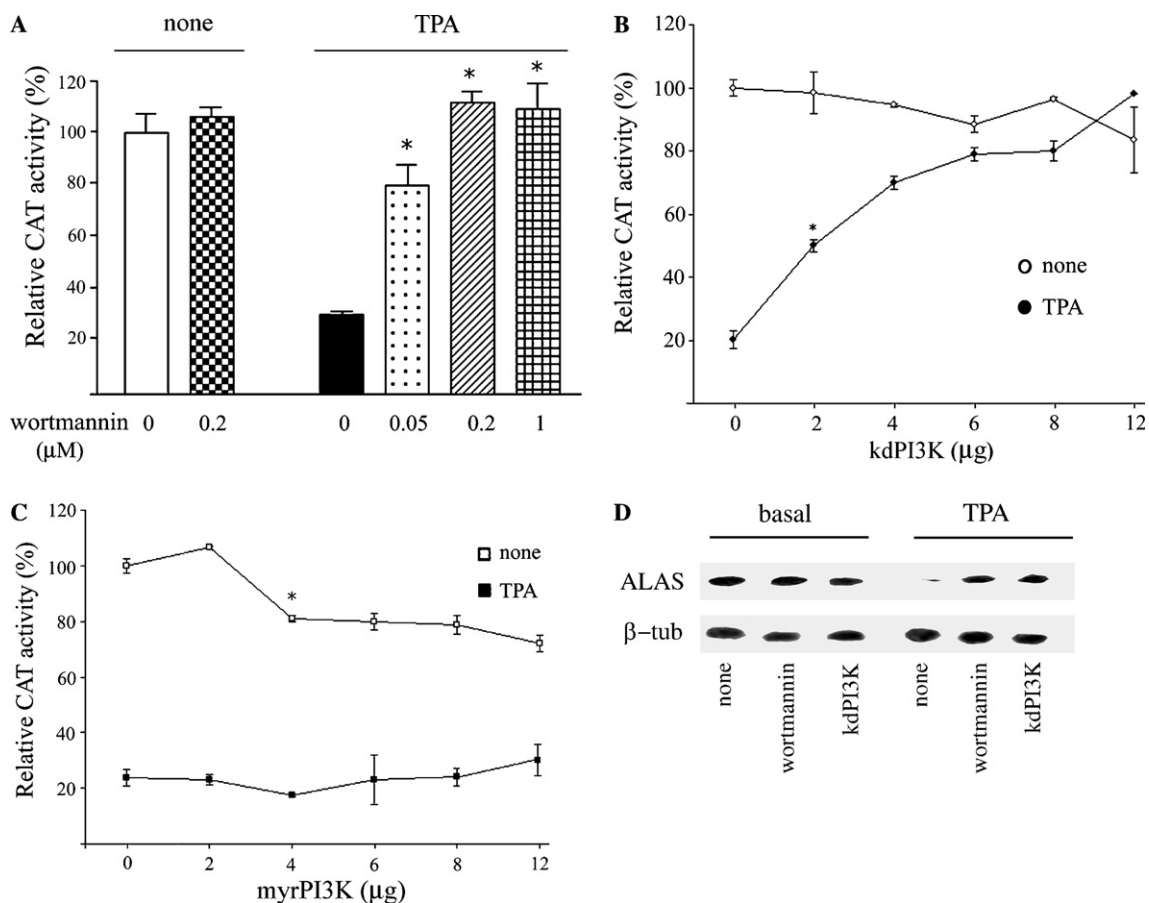 A
none
TPA
Relative CAT activity (%)
120
100
80
60
40
20
*
*
*
wortmannin
(μM)
0
0.2
0
0.05
0.2
1
B
Relative CAT activity (%)
120
100
80
60
40
20
*
none
TPA
0
2
4
6
8
12
kdPI3K (μg)
C
Relative CAT activity (%)
120
100
80
60
40
20
*
none
TPA
0
2
4
6
8
12
myrPI3K (μg)
D
basal
TPA
ALAS
β-tub
none
wortmannin
kdPI3K
none
wortmannin
kdPI3K